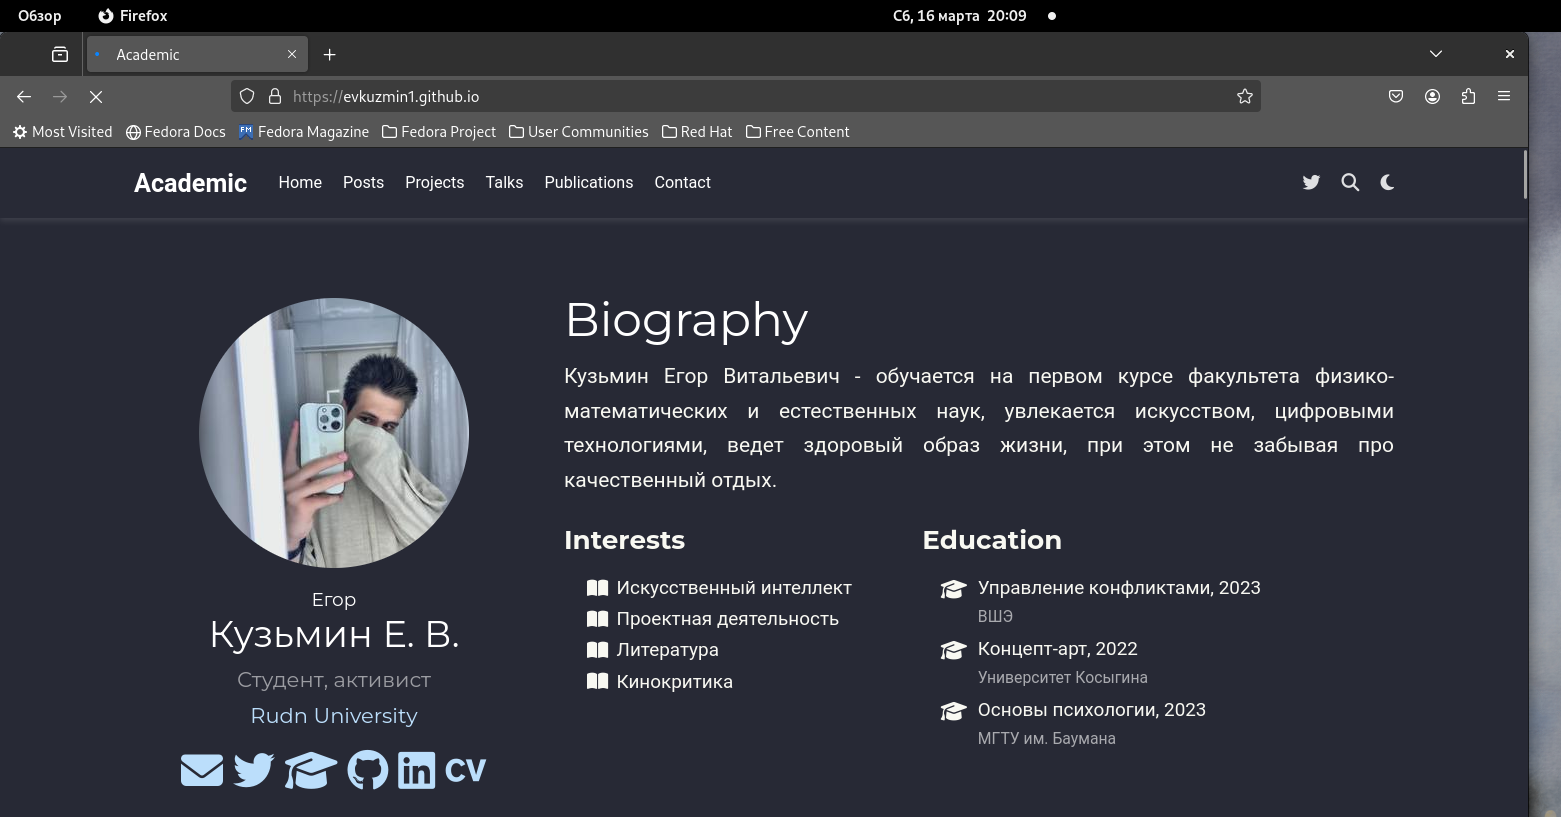 Обзор
Firefox
Сб, 16 марта 20:09
Academic
https://evkuzmin1.github.io
Most Visited
Fedora Docs
FM
Fedora Magazine
Fedora Project
User Communities
Red Hat
Free Content
Academic
Home
Posts
Projects
Talks
Publications
Contact
Егор
Кузьмин Е. В.
Студент, активист
Rudn University
CV
Biography
Кузьмин Егор Витальевич - обучается на первом курсе факультета физико-
математических и естественных наук, увлекается искусством, цифровыми
технологиями, ведет здоровый образ жизни, при этом не забывая про
качественный отдых.
Interests
Искусственный интеллект
Проектная деятельность
Литература
Кинокритика
Education
Управление конфликтами, 2023
ВШЭ
Концепт-арт, 2022
Университет Косыгина
Основы психологии, 2023
МГТУ им. Баумана